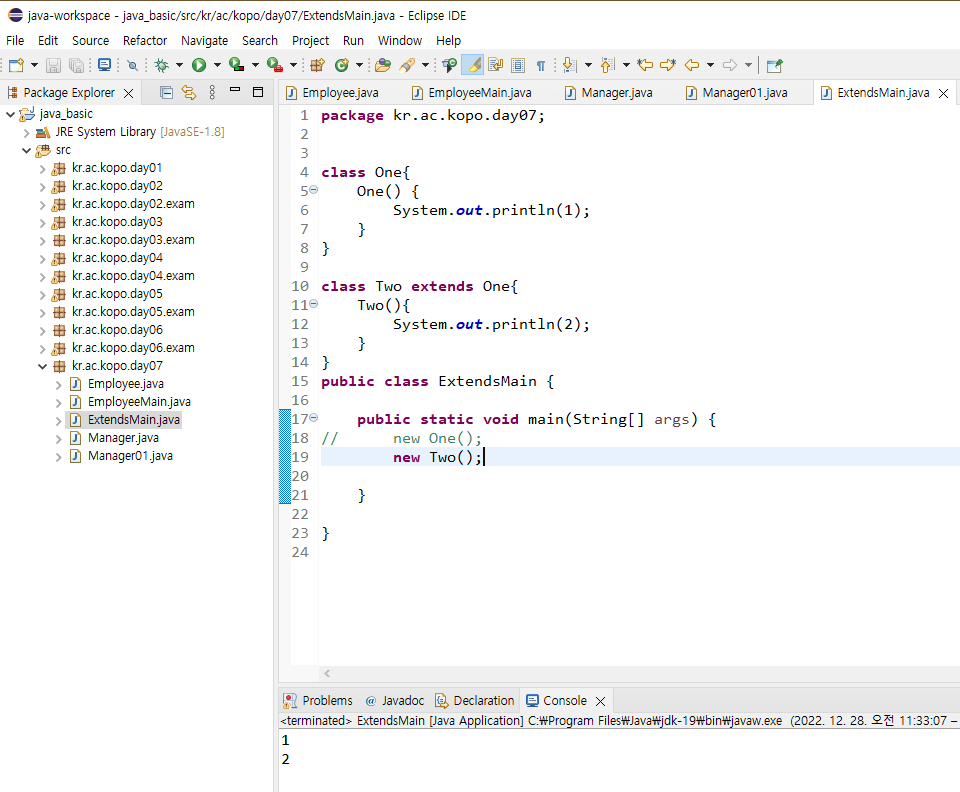 java-workspace - java_basic/src/kr/ac/kopo/day07/ExtendsMain.java - Eclipse IDE
File Edit Source Refactor Navigate Search Project Run Window Help
Package Explorer
java_basic
JRE System Library [JavaSE-1.8]
src
kr.ac.kopo.day01
kr.ac.kopo.day02
kr.ac.kopo.day02.exam
kr.ac.kopo.day03
kr.ac.kopo.day03.exam
kr.ac.kopo.day04
kr.ac.kopo.day04.exam
kr.ac.kopo.day05
kr.ac.kopo.day05.exam
kr.ac.kopo.day06
kr.ac.kopo.day06.exam
kr.ac.kopo.day07
Employee.java
EmployeeMain.java
ExtendsMain.java
Manager.java
Manager01.java
Employee.java EmployeeMain.java Manager.java Manager01.java ExtendsMain.java
1 package kr.ac.kopo.day07;
2
3
4 class One{
5 One() {
6 System.out.println(1);
7 }
8 }
9
10 class Two extends One{
11 Two(){
12 System.out.println(2);
13 }
14 }
15 public class ExtendsMain {
16
17 public static void main(String[] args) {
18 // new One();
19 new Two();
20
21 }
22
23 }
24
Problems @ Javadoc Declaration Console
<terminated> ExtendsMain [Java Application] C:₩Program Files₩Java₩jdk-19₩bin₩javaw.exe (2022. 12. 28. 오전 11:33:07 –
1
2